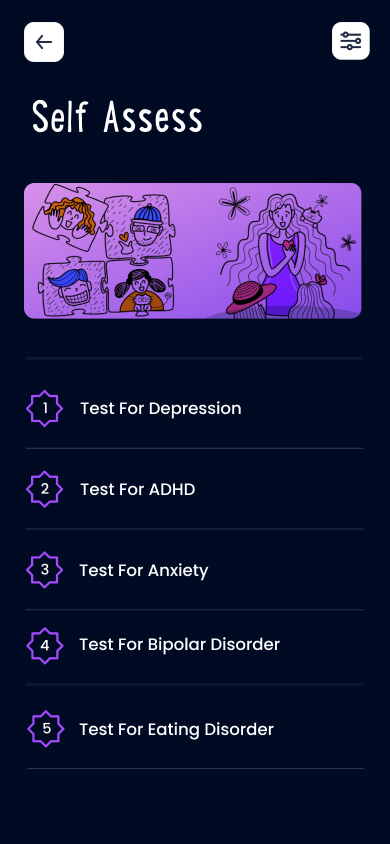 Self Assess
1 Test For Depression
2 Test For ADHD
3 Test For Anxiety
4 Test For Bipolar Disorder
5 Test For Eating Disorder